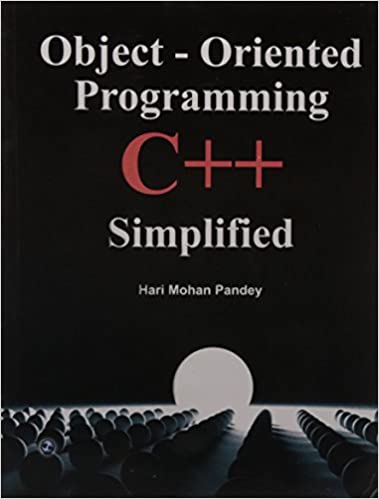 Object - Oriented
Programming
C++
Simplified
Hari Mohan Pandey